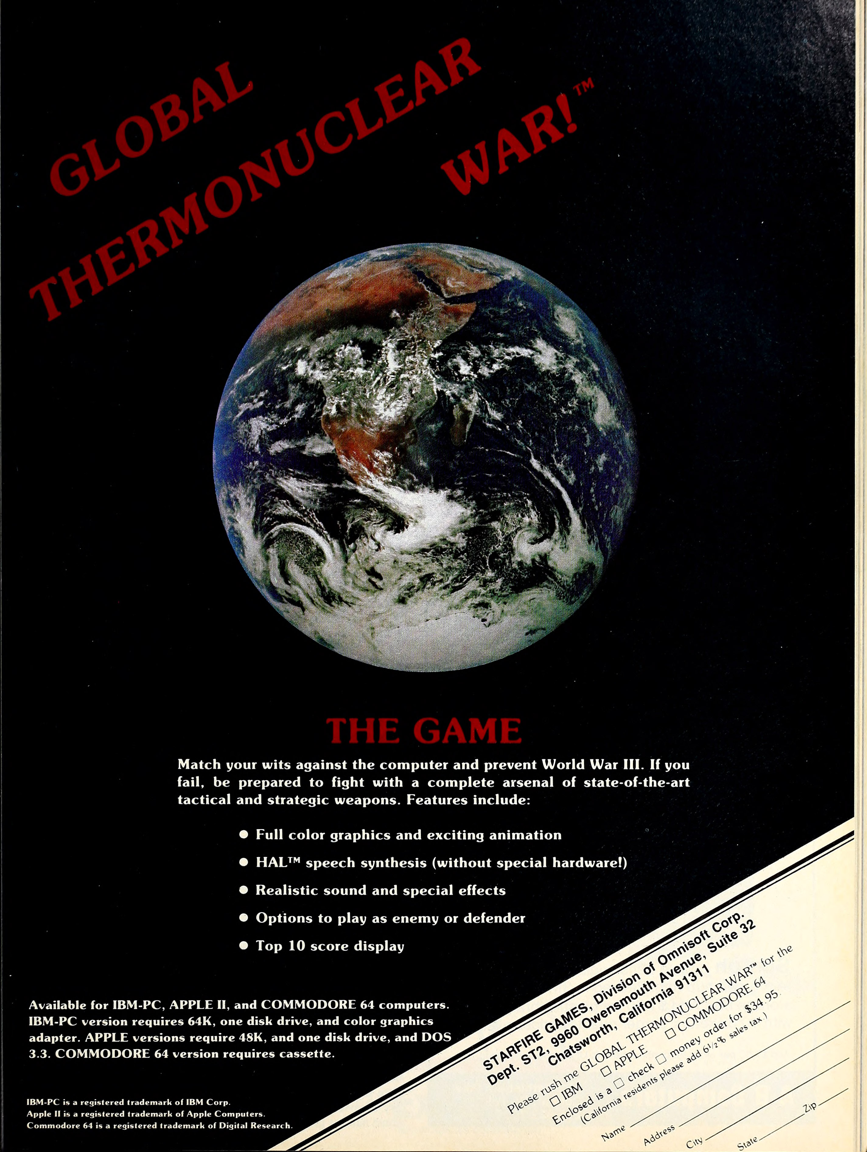 GLOBAL
THERMONUCLEAR
WAR!™
THE GAME
Match your wits against the computer and prevent World War III. If you
fail, be prepared to fight with a complete arsenal of state-of-the-art
tactical and strategic weapons. Features include:
● Full color graphics and exciting animation
● HAL™ speech synthesis (without special hardware!)
● Realistic sound and special effects
● Options to play as enemy or defender
● Top 10 score display
Available for IBM-PC, APPLE II, and COMMODORE 64 computers.
IBM-PC version requires 64K, one disk drive, and color graphics
adapter. APPLE versions require 48K, and one disk drive, and DOS
3.3. COMMODORE 64 version requires cassette.
IBM-PC is a registered trademark of IBM Corp.
Apple II is a registered trademark of Apple Computers.
Commodore 64 is a registered trademark of Digital Research.
STARFIRE GAMES, Division of Omnisoft Corp.
Dept. ST2, 9960 Owensmouth Avenue, Suite 32
Chatsworth, California 91311
Please rush me GLOBAL THERMONUCLEAR WAR™ for the
□ IBM □ APPLE □ COMMODORE 64
Enclosed is a □ check □ money order for $34.95
(California residents please add 6½% sales tax.)
Name
Address
City
State Zip